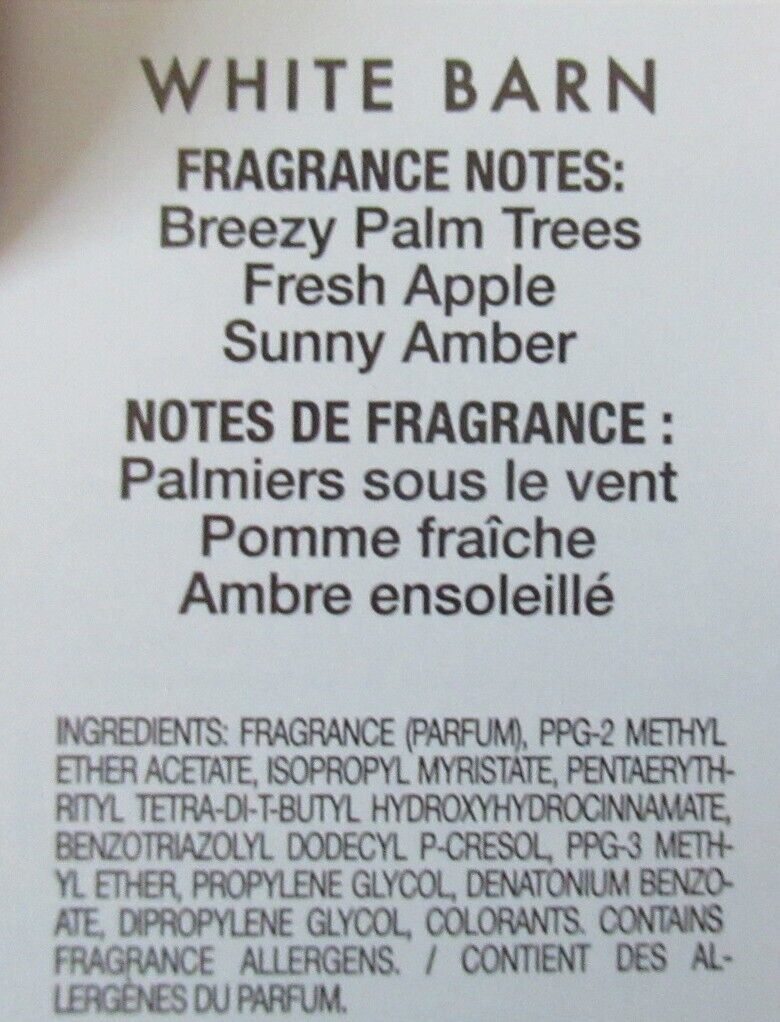 WHITE BARN
FRAGRANCE NOTES:
Breezy Palm Trees
Fresh Apple
Sunny Amber
NOTES DE FRAGRANCE :
Palmiers sous le vent
Pomme fraîche
Ambre ensoleillé
INGREDIENTS: FRAGRANCE (PARFUM), PPG-2 METHYL
ETHER ACETATE, ISOPROPYL MYRISTATE, PENTAERYTH-
RITYL TETRA-DI-T-BUTYL HYDROXYHYDROCINNAMATE,
BENZOTRIAZOLYL DODECYL P-CRESOL, PPG-3 METH-
YL ETHER, PROPYLENE GLYCOL, DENATONIUM BENZO-
ATE, DIPROPYLENE GLYCOL, COLORANTS. CONTAINS
FRAGRANCE ALLERGENS. / CONTIENT DES AL-
LERGÈNES DU PARFUM.